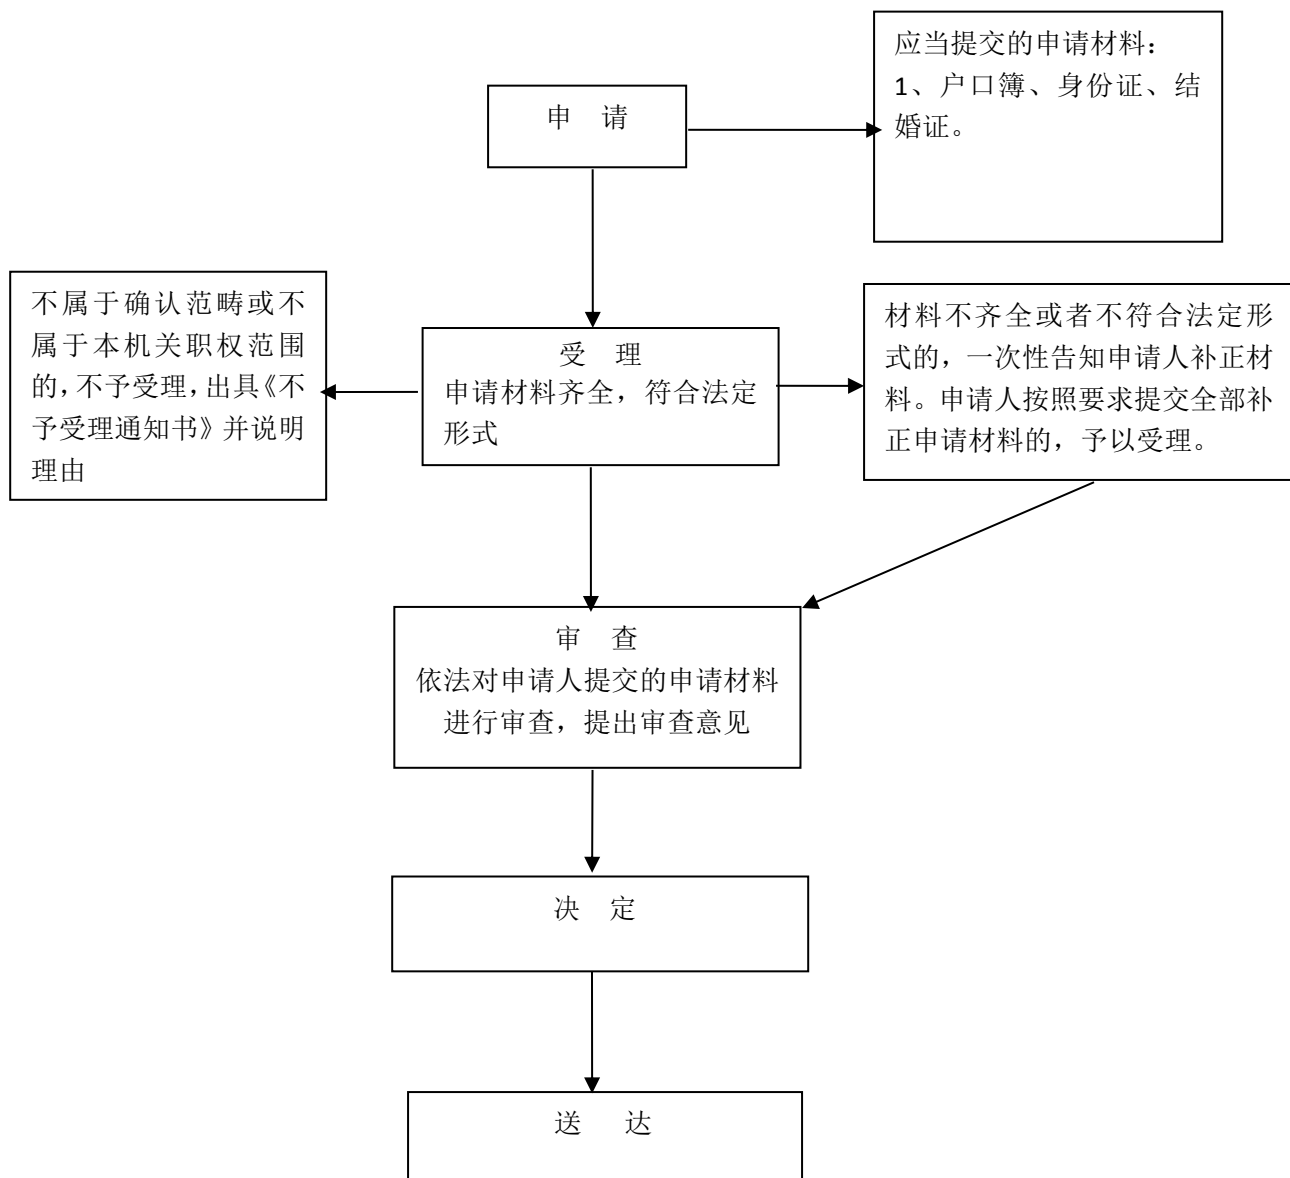 应当提交的申请材料：
1、户口簿、身份证、结
婚证。
申 请
不属于确认范畴或不
属于本机关职权范围
的，不予受理，出具《不
予受理通知书》并说明
理由
受 理
申请材料齐全，符合法定
形式
材料不齐全或者不符合法定形
式的，一次性告知申请人补正材
料。申请人按照要求提交全部补
正申请材料的，予以受理。
审 查
依法对申请人提交的申请材料
进行审查，提出审查意见
决 定
送 达